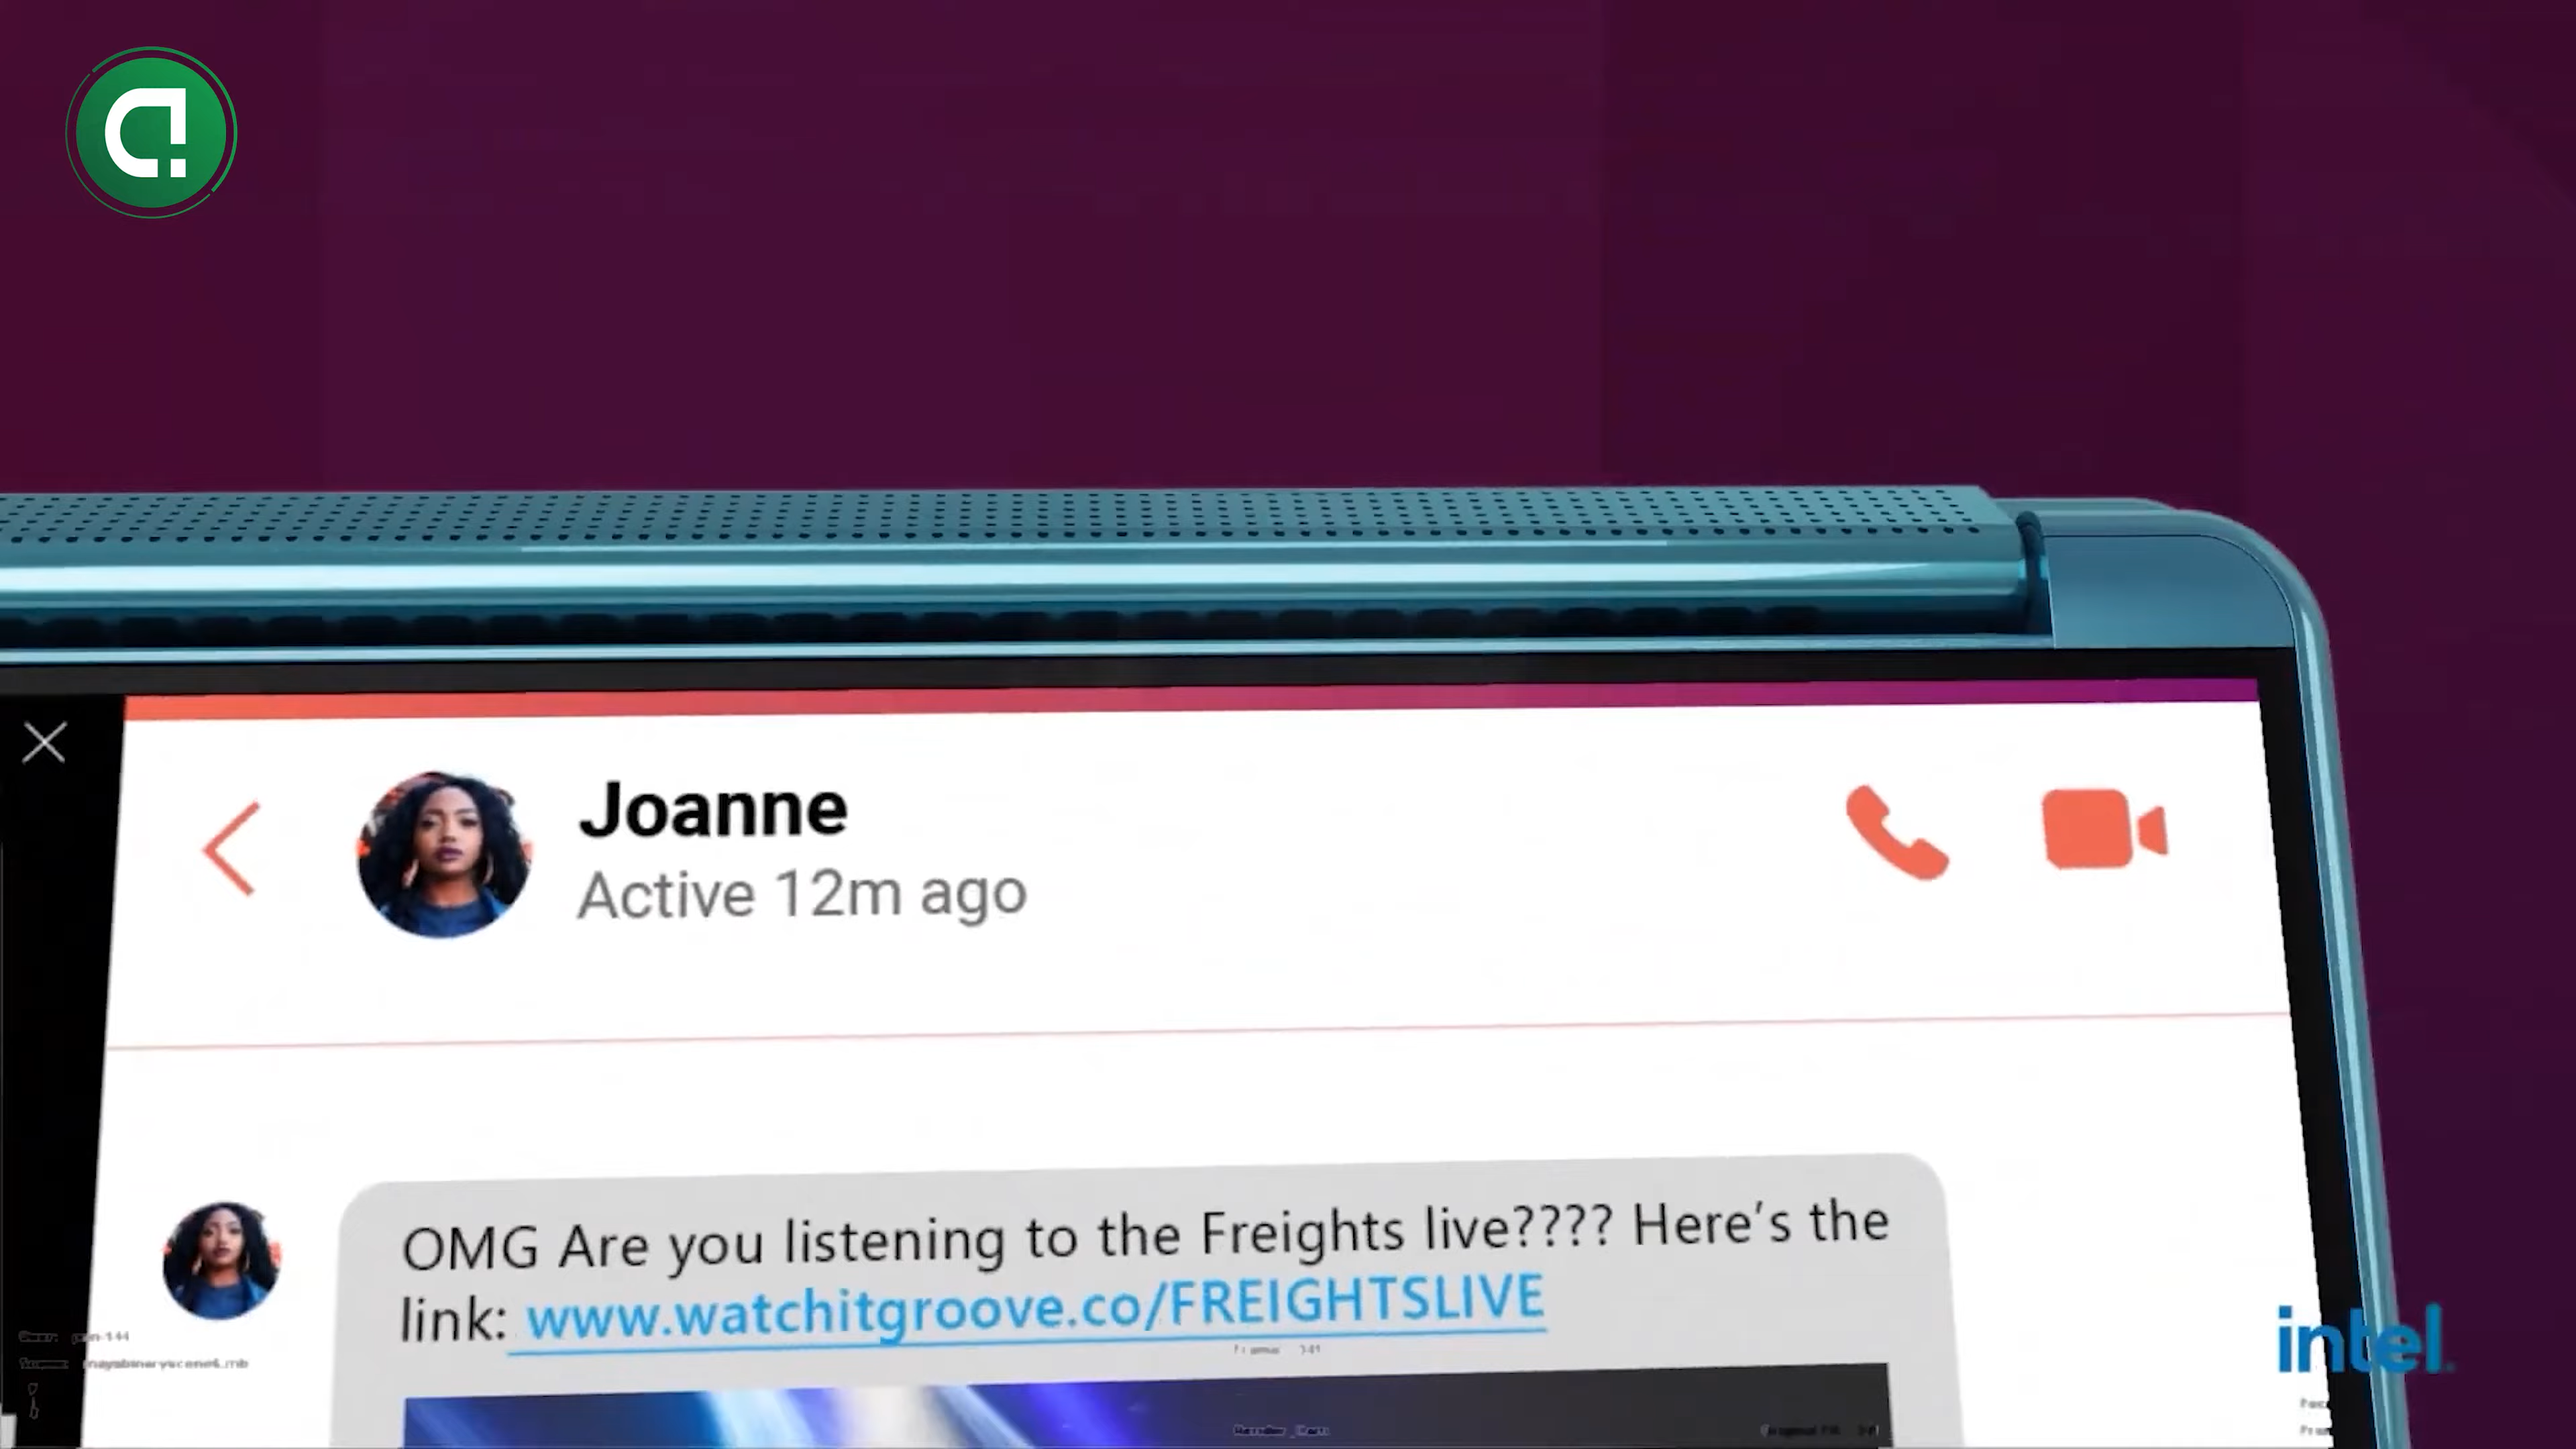 Joanne
Active 12m ago
OMG Are you listening to the Freights live???? Here's the
link: www.watchitgroove.co/FREIGHTSLIVE
intel.